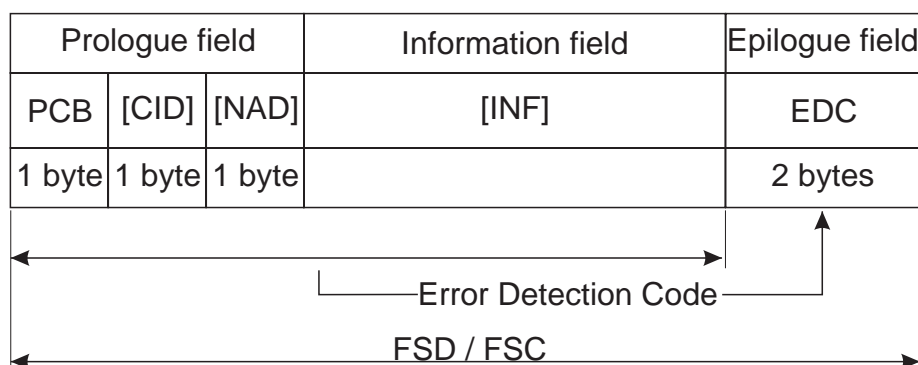 Prologue field Information field Epilogue field
PCB [CID] [NAD] [INF] EDC
1 byte 1 byte 1 byte 2 bytes
Error Detection Code
FSD / FSC